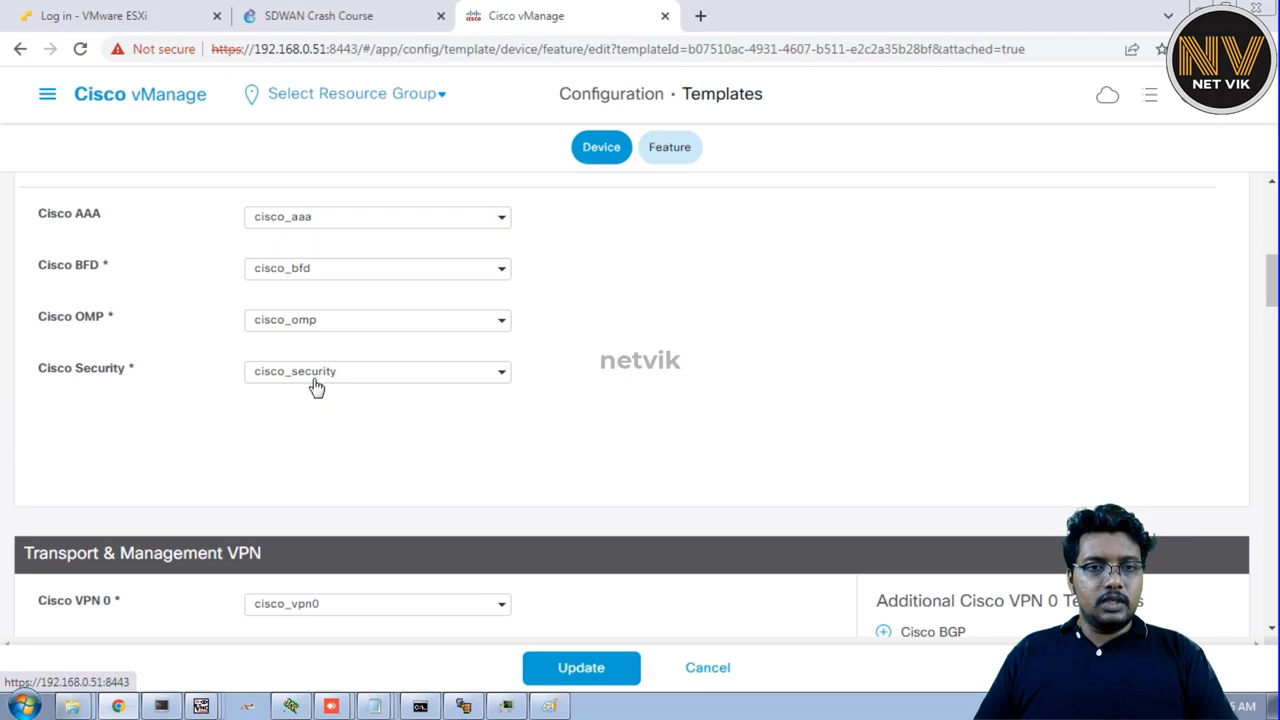 Log in - VMware ESXi
SDWAN Crash Course
Cisco vManage
Not secure
https://192.168.0.51:8443/#/app/config/template/device/feature/edit?templateId=b07510ac-4931-4607-b511-e2c2a35b28bf&attached=true
NV
NET VIK
Cisco vManage
Select Resource Group
Configuration · Templates
Device
Feature
Cisco AAA
cisco_aaa
Cisco BFD *
cisco_bfd
Cisco OMP *
cisco_omp
netvik
Cisco Security *
cisco_security
Transport & Management VPN
Cisco VPN 0 *
cisco_vpn0
Additional Cisco VPN 0
Cisco BGP
Update
Cancel
https://192.168.0.51:8443
AM